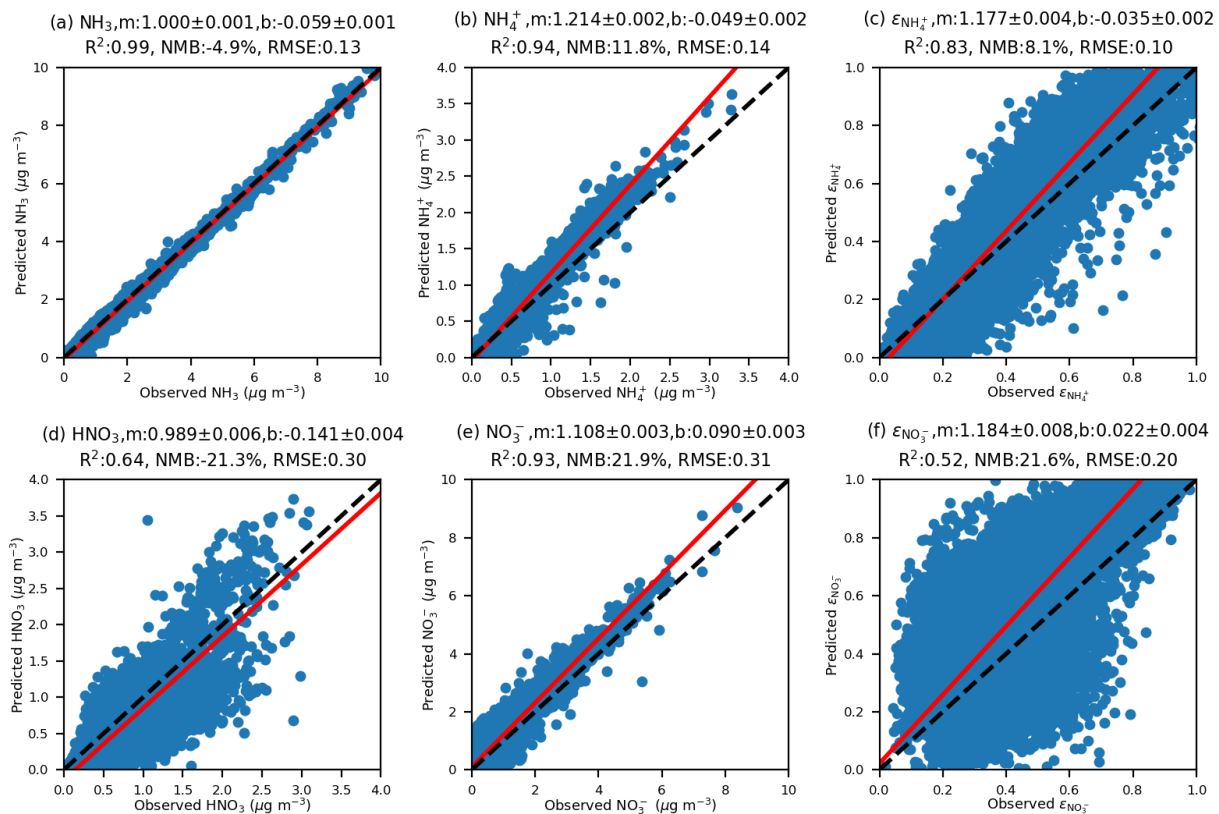 (a) NH₃,m:1.000±0.001,b:-0.059±0.001
R²:0.99, NMB:-4.9%, RMSE:0.13
10
8
6
4
2
0
Predicted NH₃ (μg m⁻³)
0 2 4 6 8 10
Observed NH₃ (μg m⁻³)
(b) NH₄⁺,m:1.214±0.002,b:-0.049±0.002
R²:0.94, NMB:11.8%, RMSE:0.14
4.0
3.5
3.0
2.5
2.0
1.5
1.0
0.5
0.0
Predicted NH₄⁺ (μg m⁻³)
0.0 0.5 1.0 1.5 2.0 2.5 3.0 3.5 4.0
Observed NH₄⁺ (μg m⁻³)
(c) ε_NH₄⁺,m:1.177±0.004,b:-0.035±0.002
R²:0.83, NMB:8.1%, RMSE:0.10
1.0
0.8
0.6
0.4
0.2
0.0
Predicted ε_NH₄⁺
0.0 0.2 0.4 0.6 0.8 1.0
Observed ε_NH₄⁺
(d) HNO₃,m:0.989±0.006,b:-0.141±0.004
R²:0.64, NMB:-21.3%, RMSE:0.30
4.0
3.5
3.0
2.5
2.0
1.5
1.0
0.5
0.0
Predicted HNO₃ (μg m⁻³)
0.0 0.5 1.0 1.5 2.0 2.5 3.0 3.5 4.0
Observed HNO₃ (μg m⁻³)
(e) NO₃⁻,m:1.108±0.003,b:0.090±0.003
R²:0.93, NMB:21.9%, RMSE:0.31
10
8
6
4
2
0
Predicted NO₃⁻ (μg m⁻³)
0 2 4 6 8 10
Observed NO₃⁻ (μg m⁻³)
(f) ε_NO₃⁻,m:1.184±0.008,b:0.022±0.004
R²:0.52, NMB:21.6%, RMSE:0.20
1.0
0.8
0.6
0.4
0.2
0.0
Predicted ε_NO₃⁻
0.0 0.2 0.4 0.6 0.8 1.0
Observed ε_NO₃⁻